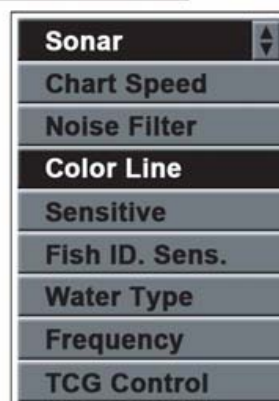 Sonar
Chart Speed
Noise Filter
Color Line
Sensitive
Fish ID. Sens.
Water Type
Frequency
TCG Control